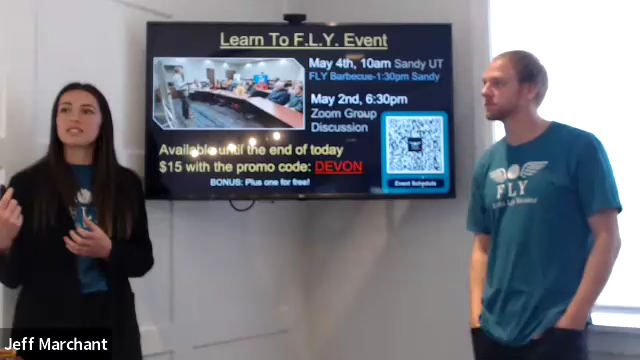 Learn To F.L.Y. Event
May 4th, 10am Sandy UT
FLY Barbecue-1:30pm Sandy
May 2nd, 6:30pm
Zoom Group
Discussion
Available until the end of today
$15 with the promo code: DEVON
BONUS: Plus one for free!
Event Schedule
FLY
Jeff Marchant